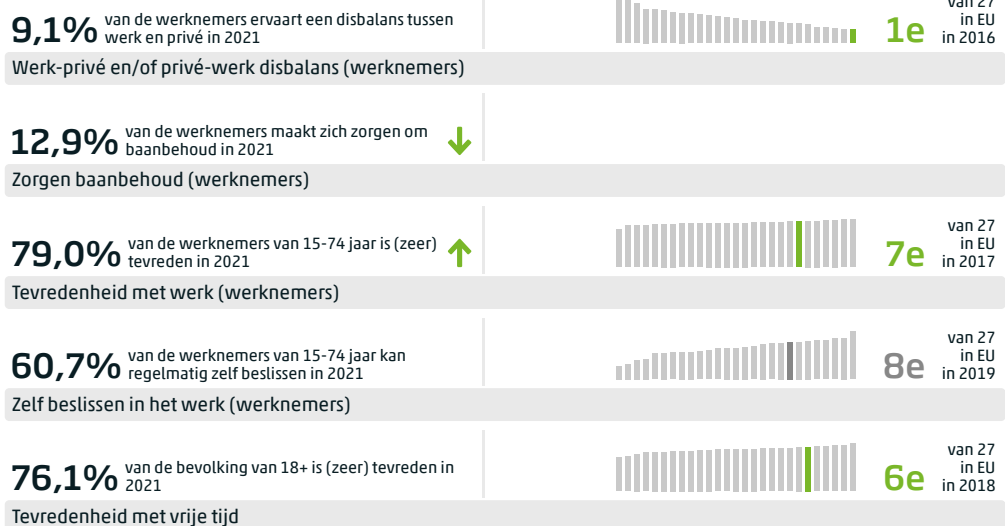 9,1% van de werknemers ervaart een disbalans tussen
werk en privé in 2021
1e
van 27
in EU
in 2016
Werk-privé en/of privé-werk disbalans (werknemers)
12,9% van de werknemers maakt zich zorgen om
baanbehoud in 2021
Zorgen baanbehoud (werknemers)
79,0% van de werknemers van 15-74 jaar is (zeer)
tevreden in 2021
7e
van 27
in EU
in 2017
Tevredenheid met werk (werknemers)
60,7% van de werknemers van 15-74 jaar kan
regelmatig zelf beslissen in 2021
8e
van 27
in EU
in 2019
Zelf beslissen in het werk (werknemers)
76,1% van de bevolking van 18+ is (zeer) tevreden in
2021
6e
van 27
in EU
in 2018
Tevredenheid met vrije tijd